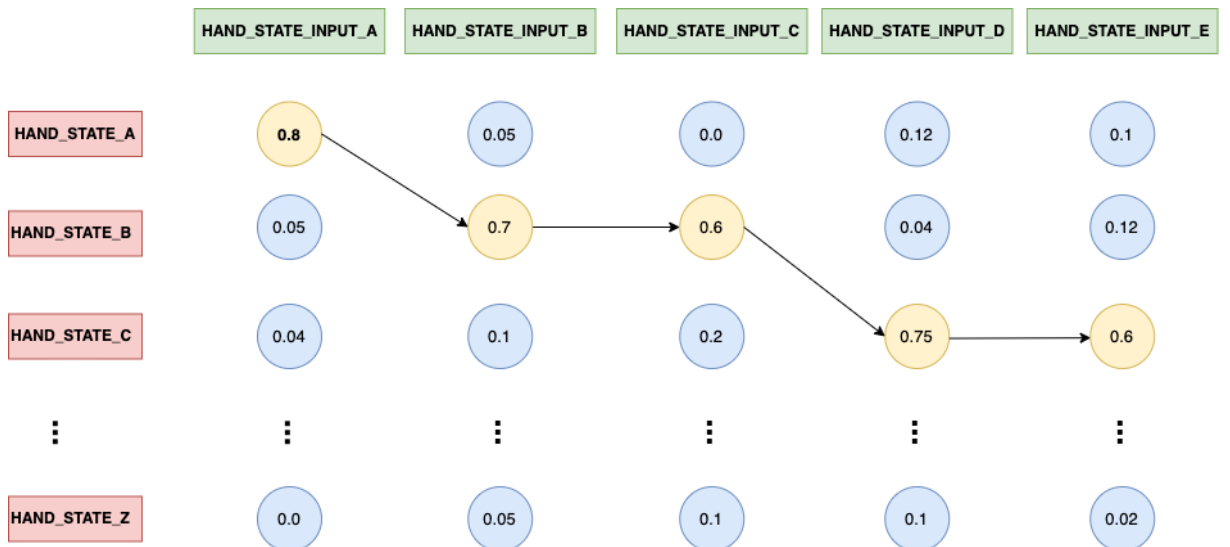 HAND_STATE_INPUT_A HAND_STATE_INPUT_B HAND_STATE_INPUT_C HAND_STATE_INPUT_D HAND_STATE_INPUT_E
HAND_STATE_A 0.8 0.05 0.0 0.12 0.1
HAND_STATE_B 0.05 0.7 0.6 0.04 0.12
HAND_STATE_C 0.04 0.1 0.2 0.75 0.6
HAND_STATE_Z 0.0 0.05 0.1 0.1 0.02